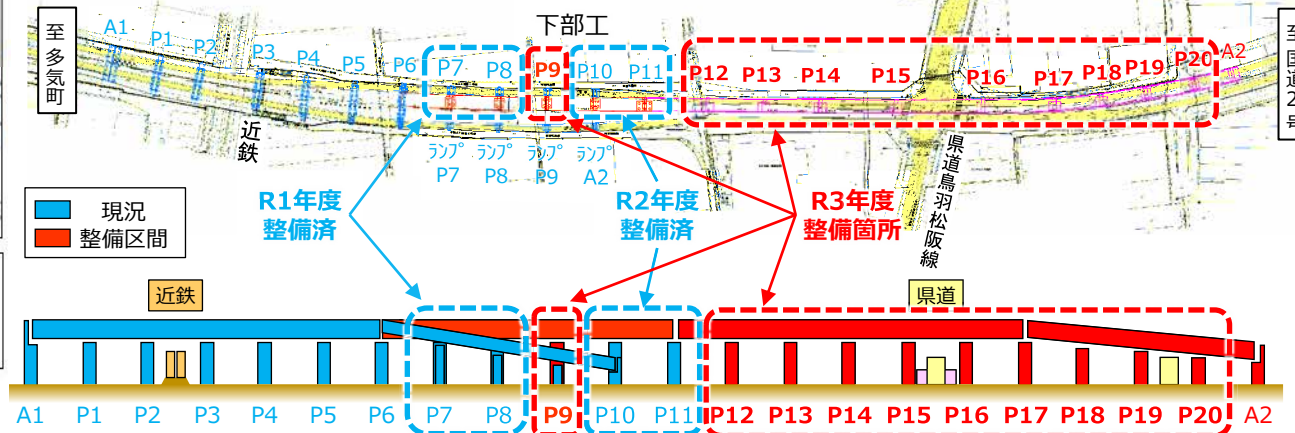 下部工
至 多気町
A1
P1
P2
P3
P4
P5
P6
P7
P8
P9
P10
P11
P12
P13
P14
P15
P16
P17
P18
P19
P20
A2
至 国道2
近鉄
ランプ P7
ランプ P8
ランプ P9
ランプ A2
県道鳥羽松阪線
現況
整備区間
R1年度
整備済
R2年度
整備済
R3年度
整備箇所
近鉄
県道
A1 P1 P2 P3 P4 P5 P6 P7 P8 P9 P10 P11 P12 P13 P14 P15 P16 P17 P18 P19 P20 A2